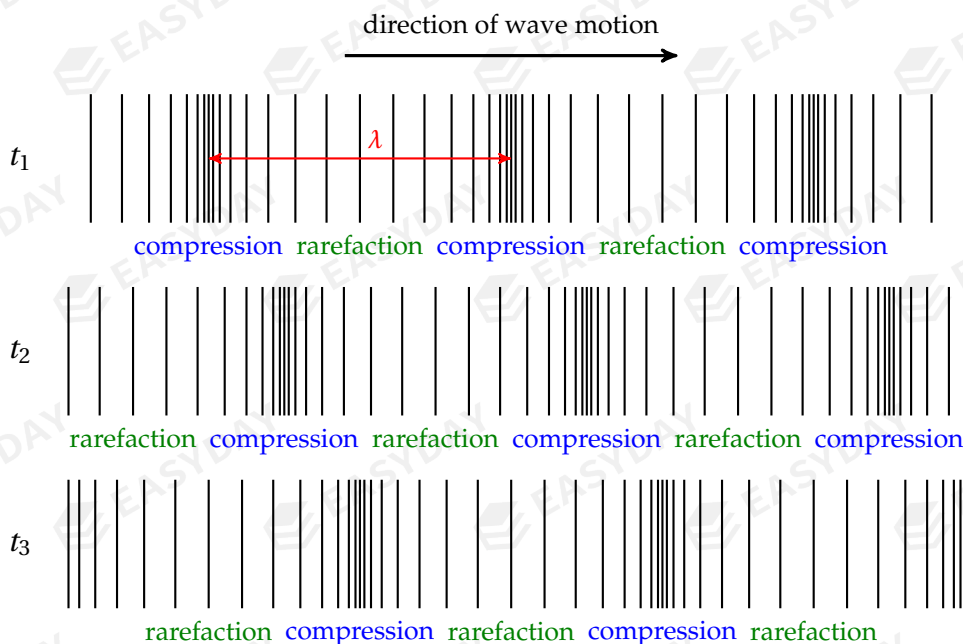 direction of wave motion
t₁
λ
compression rarefaction compression rarefaction compression
t₂
rarefaction compression rarefaction compression rarefaction compression
t₃
rarefaction compression rarefaction compression rarefaction
EASYDAY